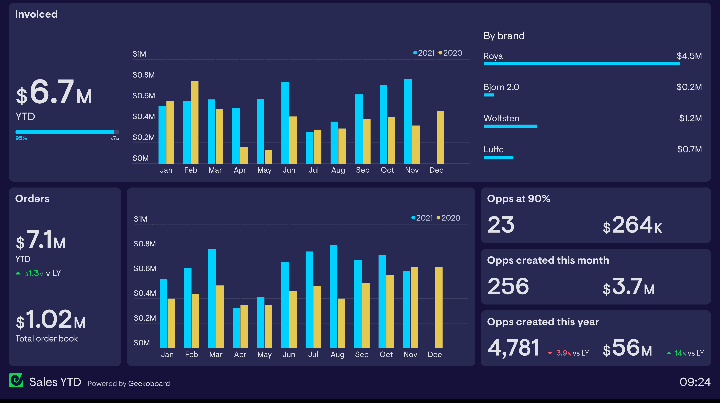 Invoiced
$6.7M
YTD
95%
2021 2020
$1M
$0.8M
$0.6M
$0.4M
$0.2M
$0M
Jan Feb Mar Apr May Jun Jul Aug Sep Oct Nov Dec
By brand
Roya $4.5M
Bjorn 2.0 $0.2M
$1.2M
$0.7M
Orders
$7.1M
YTD
$1.3M v LY
$1.02M
Total order book
2021 2020
$1M
$0.8M
$0.6M
$0.4M
$0.2M
$0M
Jan Feb Mar Apr May Jun Jul Aug Sep Oct Nov Dec
Opps at 90%
23 $264K
Opps created this month
256 $3.7M
Opps created this year
4,781 3.9% vs LY $56M 14% vs LY
Sales YTD Powered by Geckoboard 09:24